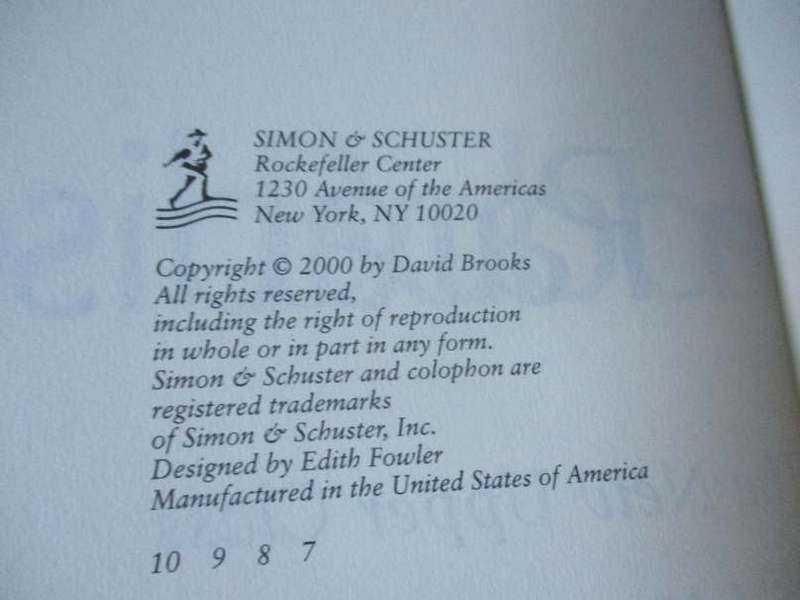 SIMON & SCHUSTER
Rockefeller Center
1230 Avenue of the Americas
New York, NY 10020
Copyright © 2000 by David Brooks
All rights reserved,
including the right of reproduction
in whole or in part in any form.
Simon & Schuster and colophon are
registered trademarks
of Simon & Schuster, Inc.
Designed by Edith Fowler
Manufactured in the United States of America
10 9 8 7